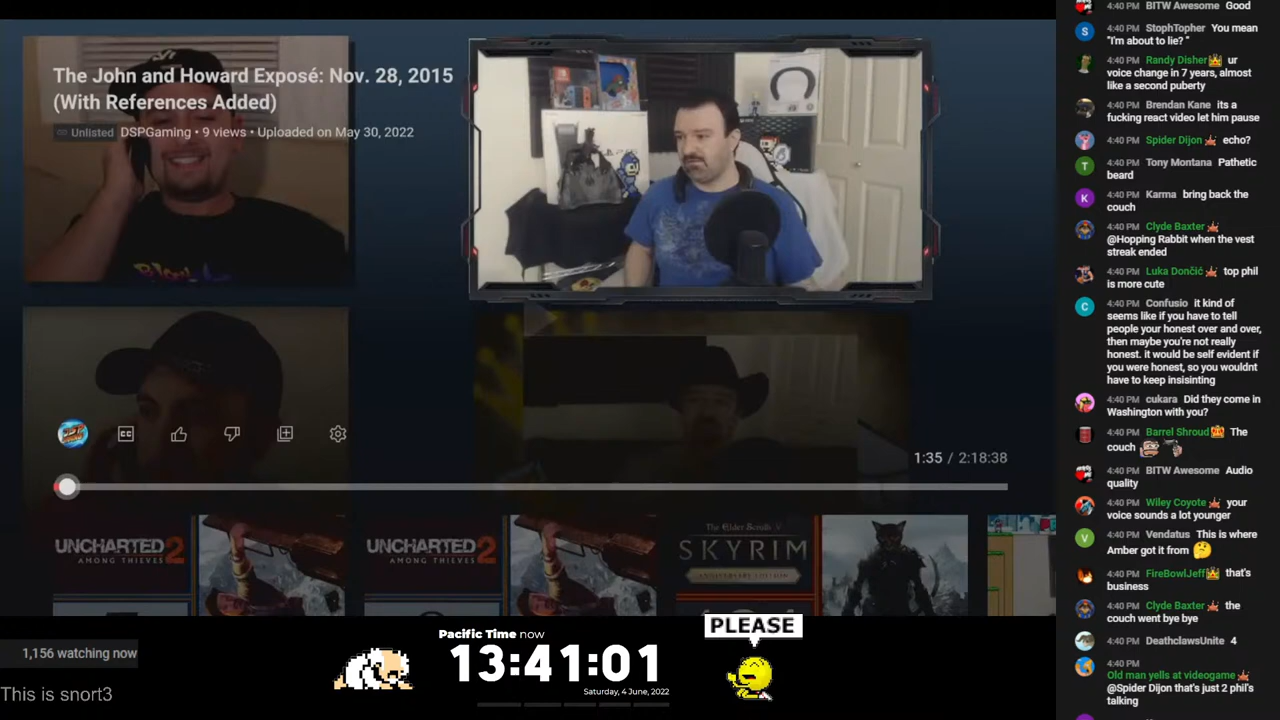 The John and Howard Exposé: Nov. 28, 2015
(With References Added)
Unlisted DSPGaming • 9 views • Uploaded on May 30, 2022
CC
1:35 / 2:18:38
UNCHARTED 2
AMONG THIEVES
UNCHARTED 2
AMONG THIEVES
The Elder Scrolls V
SKYRIM
ANNIVERSARY EDITION
1,156 watching now
This is snort3
Pacific Time now
13:41:01
Saturday, 4 June, 2022
PLEASE
4:40 PM BITW Awesome Good
4:40 PM StophTopher You mean
"I'm about to lie? "
4:40 PM Randy Disher ur
voice change in 7 years, almost
like a second puberty
4:40 PM Brendan Kane its a
fucking react video let him pause
4:40 PM Spider Dijon echo?
4:40 PM Tony Montana Pathetic
beard
4:40 PM Karma bring back the
couch
4:40 PM Clyde Baxter
@Hopping Rabbit when the vest
streak ended
4:40 PM Luka Dončić top
phil is more cute
4:40 PM Confusio it kind of
seems like if you have to tell
people your honest over and over,
then maybe you're not really
honest. it would be self evident if
you were honest, so you wouldnt
have to keep insisinting
4:40 PM cukara Did they come in
Washington with you?
4:40 PM Barrel Shroud The
couch
4:40 PM BITW Awesome Audio
quality
4:40 PM Wiley Coyote your
voice sounds a lot younger
4:40 PM Vendatus This is where
Amber got it from
4:40 PM FireBowlJeff that's
business
4:40 PM Clyde Baxter the
couch went bye bye
4:40 PM DeathclawsUnite 4
4:40 PM
Old man yells at videogame
@Spider Dijon that's just 2 phil's
talking